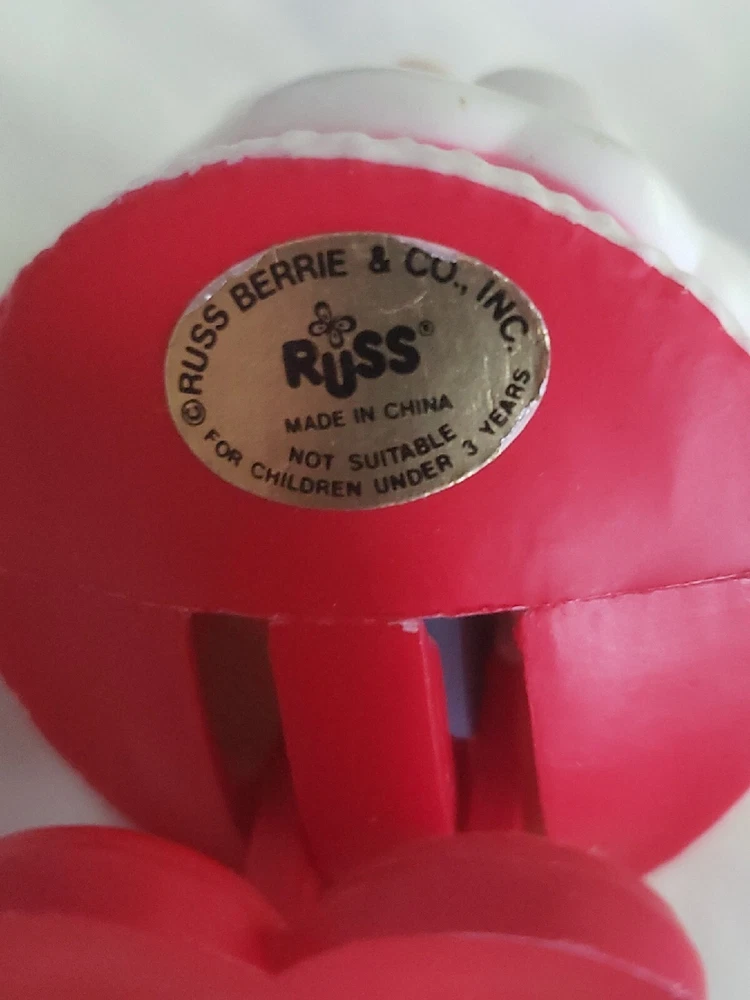 © RUSS BERRIE & CO., INC.
RUSS®
MADE IN CHINA
NOT SUITABLE
FOR CHILDREN UNDER 3 YEARS